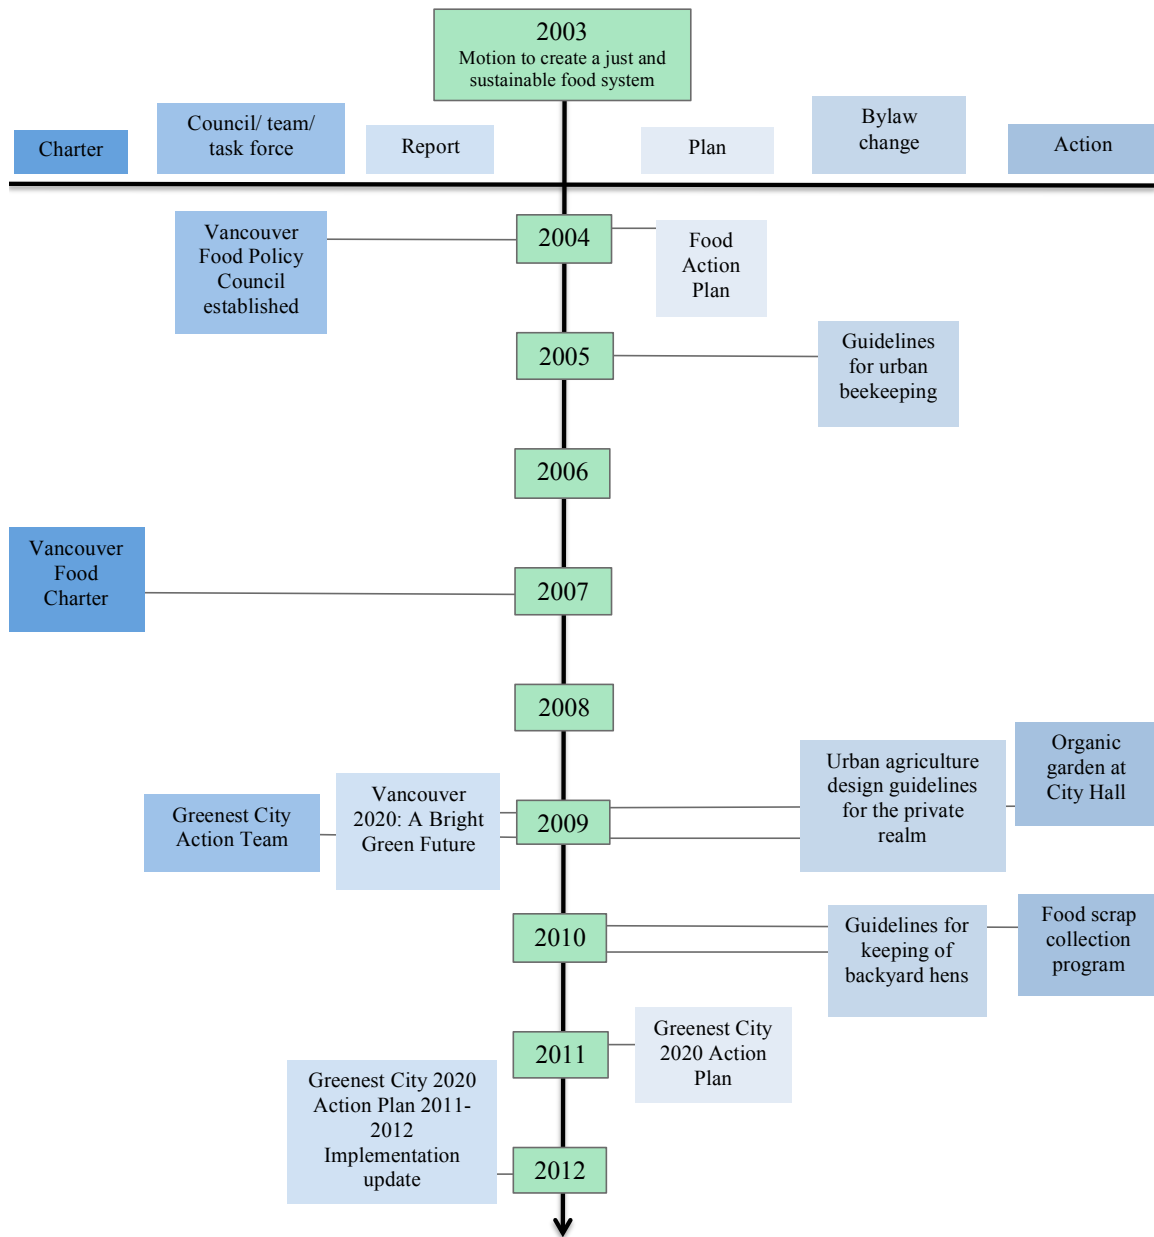 2003
Motion to create a just and
sustainable food system
Charter
Council/ team/
task force
Report
Plan
Bylaw
change
Action
Vancouver
Food Policy
Council
established
2004
Food
Action
Plan
2005
Guidelines
for urban
beekeeping
2006
Vancouver
Food
Charter
2007
2008
Greenest City
Action Team
Vancouver
2020: A Bright
Green Future
2009
Urban agriculture
design guidelines
for the private
realm
Organic
garden at
City Hall
2010
Guidelines for
keeping of
backyard hens
Food scrap
collection
program
2011
Greenest City
2020 Action
Plan
Greenest City 2020
Action Plan 2011-
2012
Implementation
update
2012